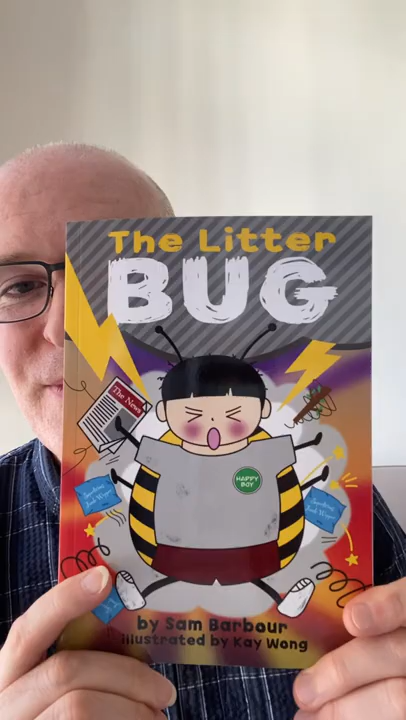 The Litter
BUG
The News
HAPPY
BOY
by Sam Barbour
illustrated by Kay Wong